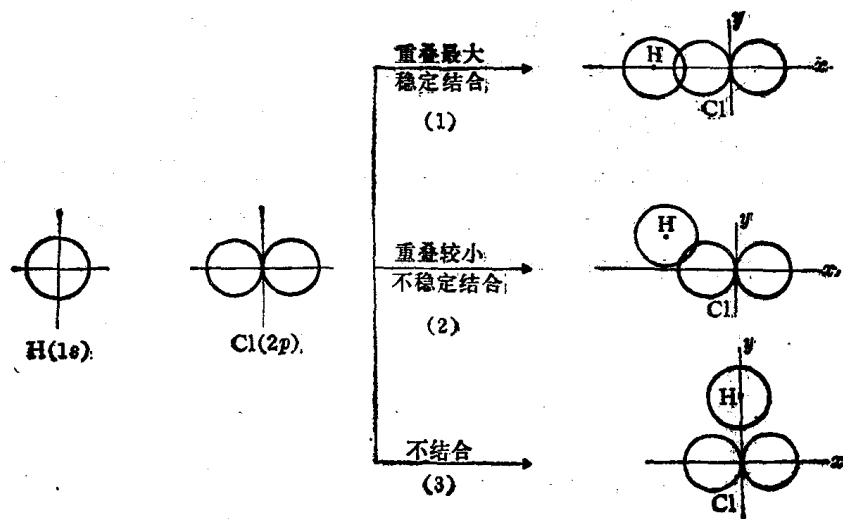 重叠最大
稳定结合
(1)
H
y
x
Cl
H(1s)
Cl(2p)
重叠较小
不稳定结合
(2)
H
y
x
Cl
不结合
(3)
y
H
x
Cl